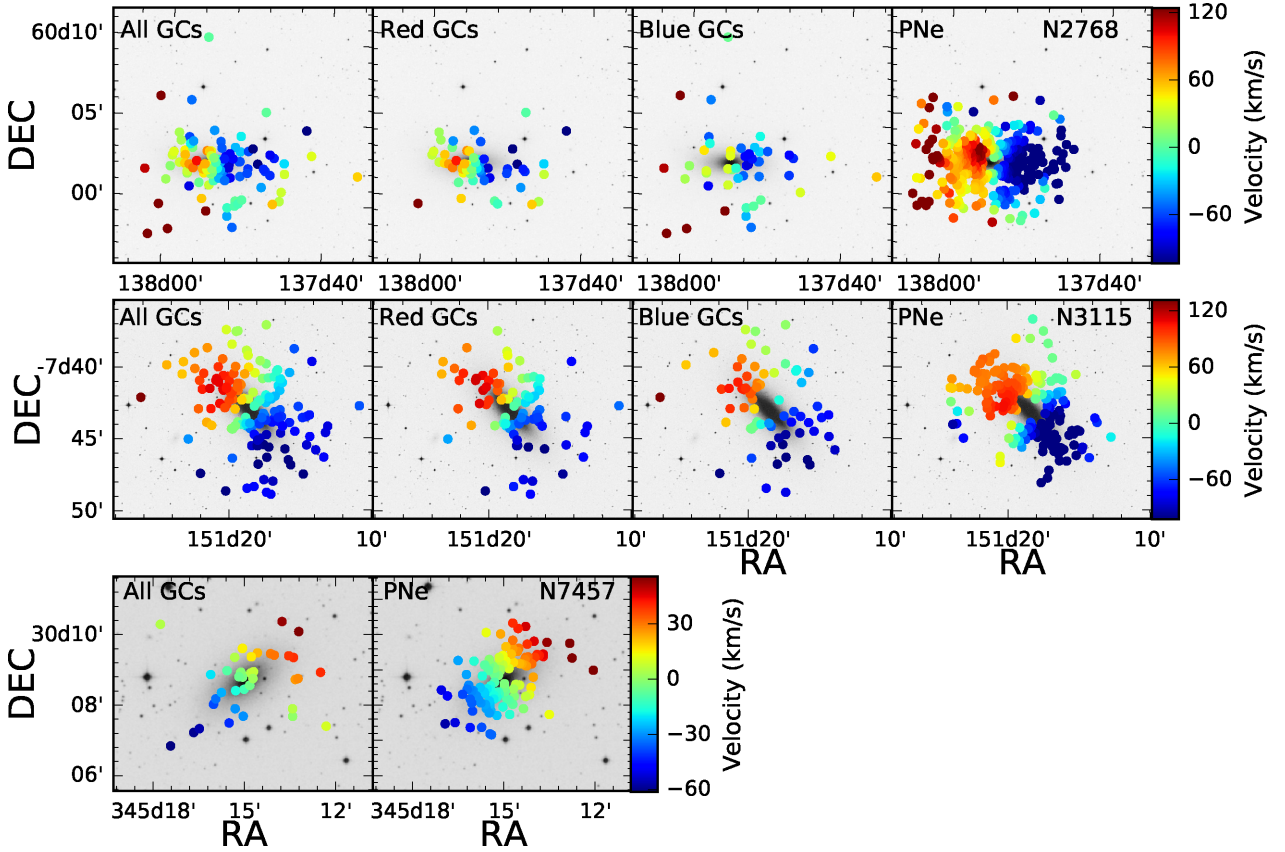 All GCs Red GCs Blue GCs PNe N2768
60d10'
05'
00'
DEC
138d00' 137d40' 138d00' 137d40' 138d00' 137d40' 138d00' 137d40'
120
60
0
−60
Velocity (km/s)
All GCs Red GCs Blue GCs PNe N3115
-7d40'
45'
50'
DEC
151d20' 10' 151d20' 10' 151d20' 10' 151d20' 10'
RA RA
120
60
0
−60
Velocity (km/s)
All GCs PNe N7457
30d10'
08'
06'
DEC
345d18' 15' 12' 345d18' 15' 12'
RA RA
30
0
−30
−60
Velocity (km/s)